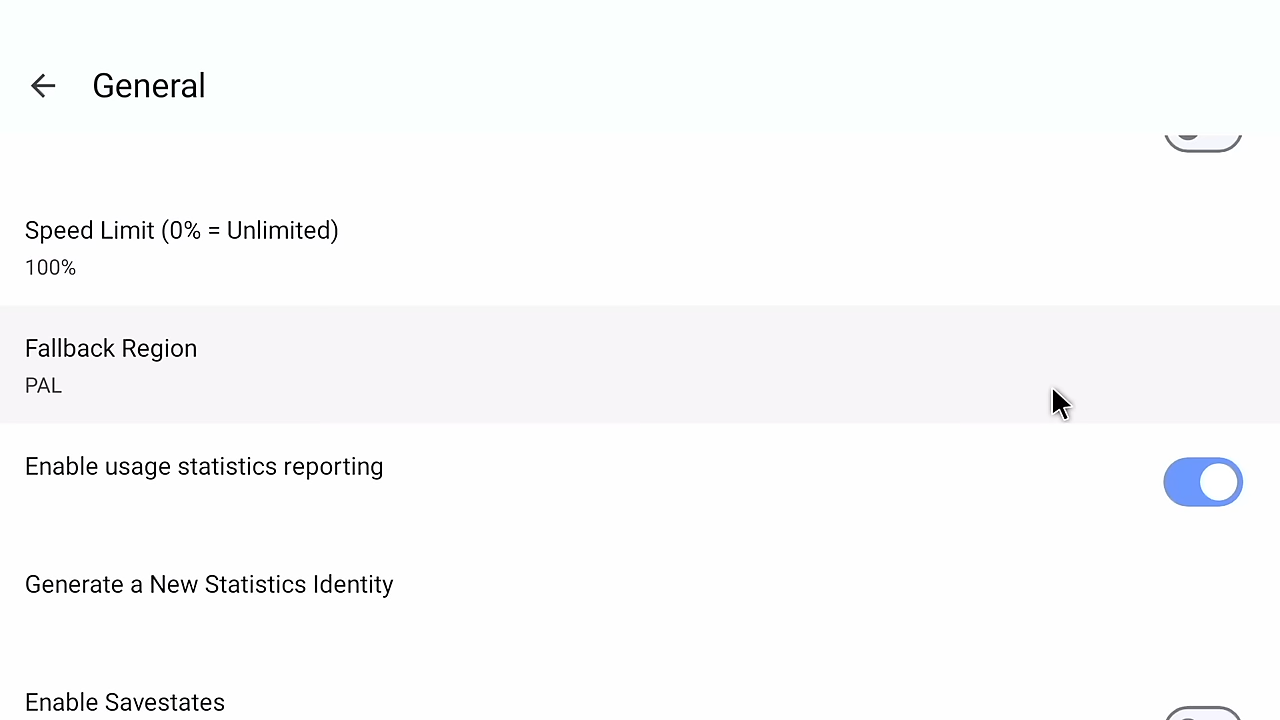 General
Speed Limit (0% = Unlimited)
100%
Fallback Region
PAL
Enable usage statistics reporting
Generate a New Statistics Identity
Enable Savestates